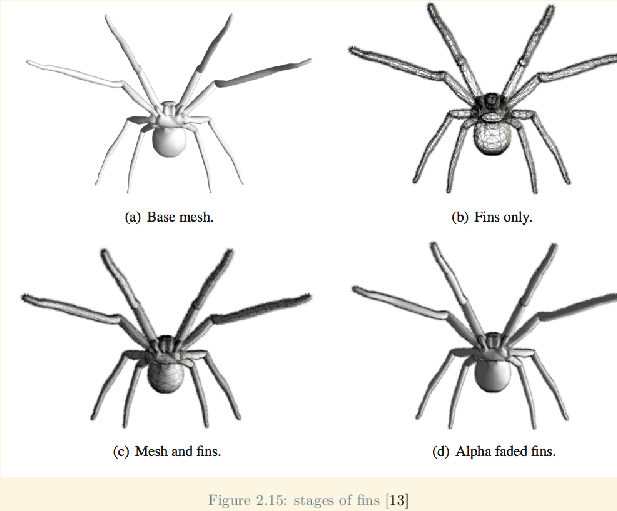 (a) Base mesh.
(b) Fins only.
(c) Mesh and fins.
(d) Alpha faded fins.
Figure 2.15: stages of fins [13]